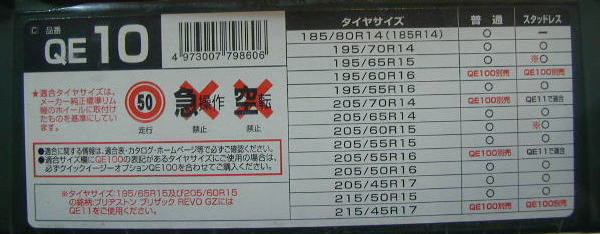 C 品番
QE10
4973007798606
★適合タイヤサイズは、
メーカー純正標準リム
幅のホイールに取付け
たものを基準にしてい
ます。
50
走行
急操作
禁止
空転
禁止
●適合に関する情報は、適合表・カタログ・ホームページ等で必ずご確認ください。
●適合サイズ欄にQE100の表記があるタイヤサイズにご使用の場合は、
必ずクイックイージーオプションQE100を合わせてご購入ください。
※タイヤサイズ:195/65R15及び205/60R15
の銘柄:ブリヂストン ブリザック REVO GZには
QE11をご使用ください。
タイヤサイズ 普通 スタッドレス
185/80R14(185R14) ○ −
195/70R14 ○ ○
195/65R15 ○ ※○
195/60R16 QE100別売 QE100別売
195/55R16 ○ ○
205/70R14 QE100別売 QE11で適合
205/65R15 ○ ○
205/60R15 ○ ※○
205/55R15 ○ ○
205/55R16 QE100別売 QE11で適合
205/50R16 ○ ○
205/45R17 ○ ○
215/45R17 QE100別売 QE100別売